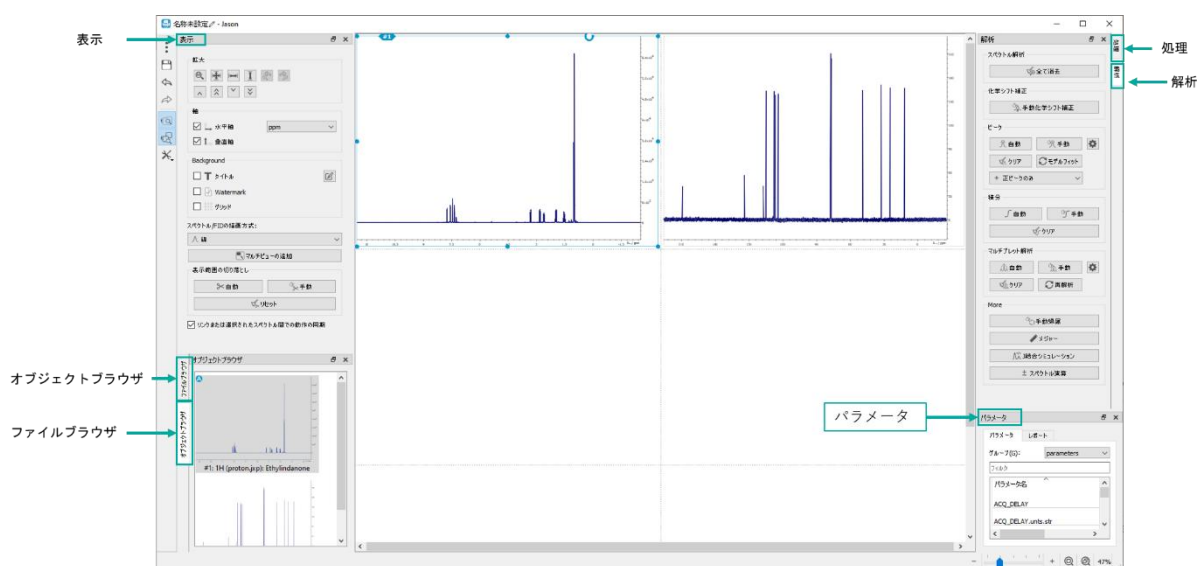 名称未設定 - Jason
表示
表示
拡大
軸
水平軸
ppm
垂直軸
Background
タイトル
Watermark
グリッド
スペクトル/FIDの描画方式:
線
マルチビューの追加
表示範囲の切り落とし
自動
手動
リセット
リンクまたは選択されたスペクトル間での動作の同期
オブジェクトブラウザ
ファイルブラウザ
オブジェクトブラウザ
オブジェクトブラウザ
ファイルブラウザ
#1: 1H (proton.jsp): Ethylindanone
#1
解析
スペクトル解析
全て消去
化学シフト補正
手動化学シフト補正
ピーク
自動
手動
クリア
モデルフィット
+ 正ピークのみ
積分
自動
手動
クリア
マルチプレット解析
自動
手動
クリア
再解析
More
手動帰属
リジャー
J結合シミュレーション
スペクトル演算
処理
解析
パラメータ
パラメータ
パラメータ
レポート
グループ(G):
parameters
フィルタ
パラメータ名
ACQ_DELAY
ACQ_DELAY.units.str
47%